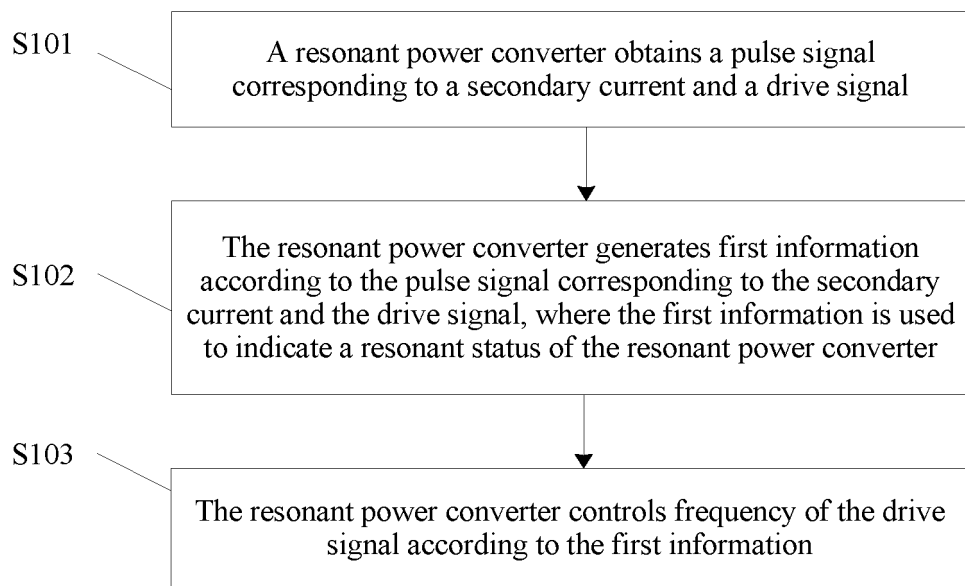 S101
A resonant power converter obtains a pulse signal
corresponding to a secondary current and a drive signal
S102
The resonant power converter generates first information
according to the pulse signal corresponding to the secondary
current and the drive signal, where the first information is used
to indicate a resonant status of the resonant power converter
S103
The resonant power converter controls frequency of the drive
signal according to the first information